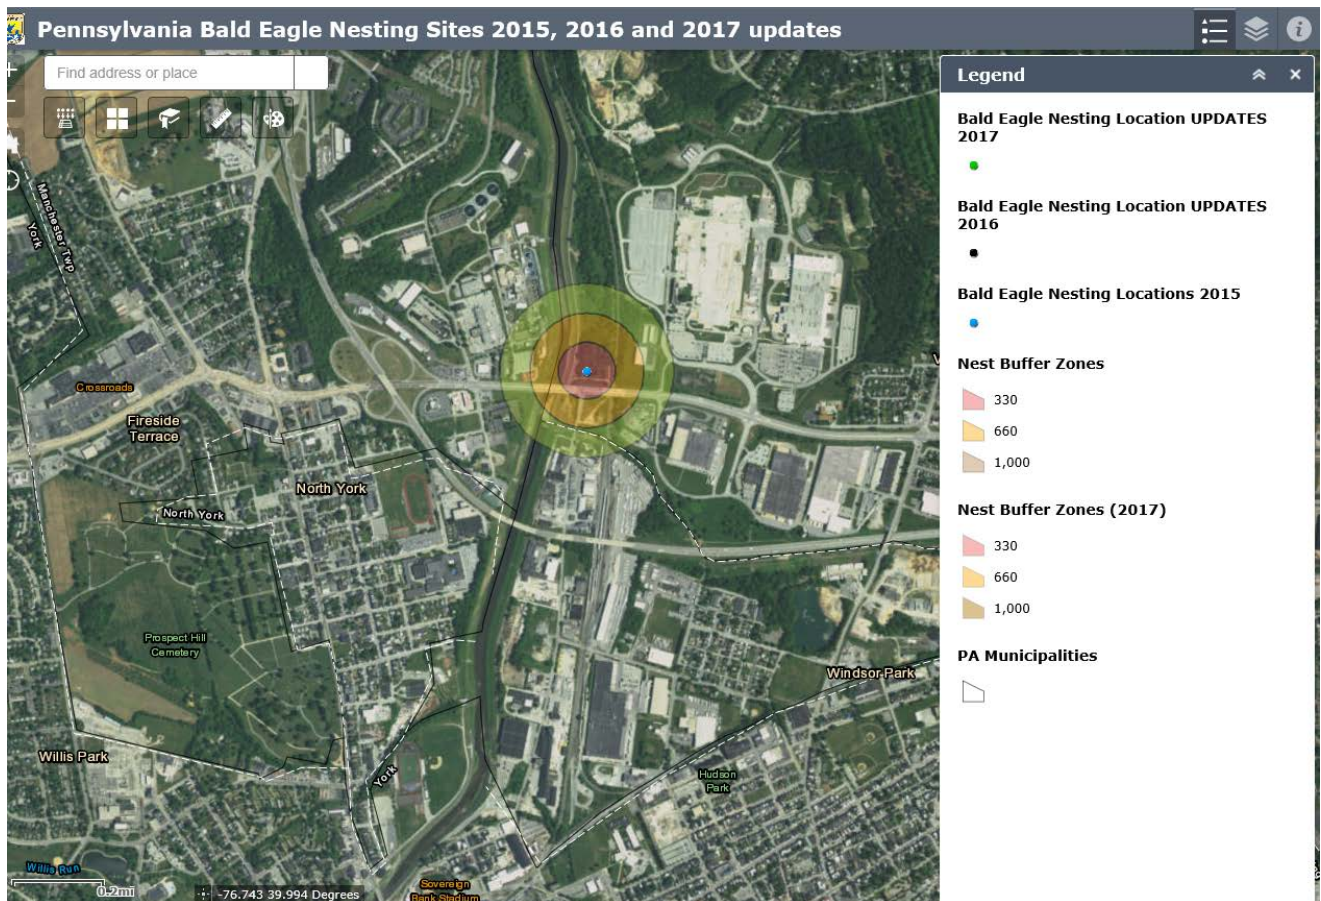 Pennsylvania Bald Eagle Nesting Sites 2015, 2016 and 2017 updates
Find address or place
Manchester Twp
York
Crossroads
Fireside
Terrace
North York
North York
Prospect Hill
Cemetery
Windsor Park
Willis Park
York
Hudson
Park
Willis Run
0.2mi
-76.743 39.994 Degrees
Sovereign
Bank Stadium
Legend
Bald Eagle Nesting Location UPDATES
2017
Bald Eagle Nesting Location UPDATES
2016
Bald Eagle Nesting Locations 2015
Nest Buffer Zones
330
660
1,000
Nest Buffer Zones (2017)
330
660
1,000
PA Municipalities